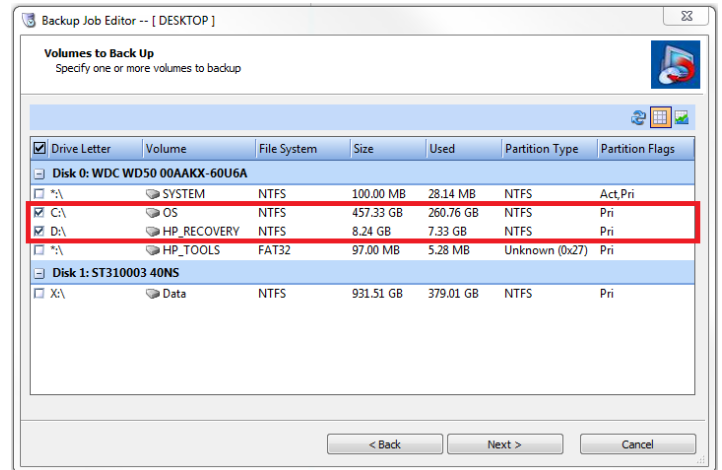 Backup Job Editor -- [ DESKTOP ]
Volumes to Back Up
Specify one or more volumes to backup
Drive Letter Volume File System Size Used Partition Type Partition Flags
Disk 0: WDC WD50 00AAKX-60U6A
*:\ SYSTEM NTFS 100.00 MB 28.14 MB NTFS Act,Pri
C:\ OS NTFS 457.33 GB 260.76 GB NTFS Pri
D:\ HP_RECOVERY NTFS 8.24 GB 7.33 GB NTFS Pri
*:\ HP_TOOLS FAT32 97.00 MB 5.28 MB Unknown (0x27) Pri
Disk 1: ST310003 40NS
X:\ Data NTFS 931.51 GB 379.01 GB NTFS Pri
< Back Next > Cancel